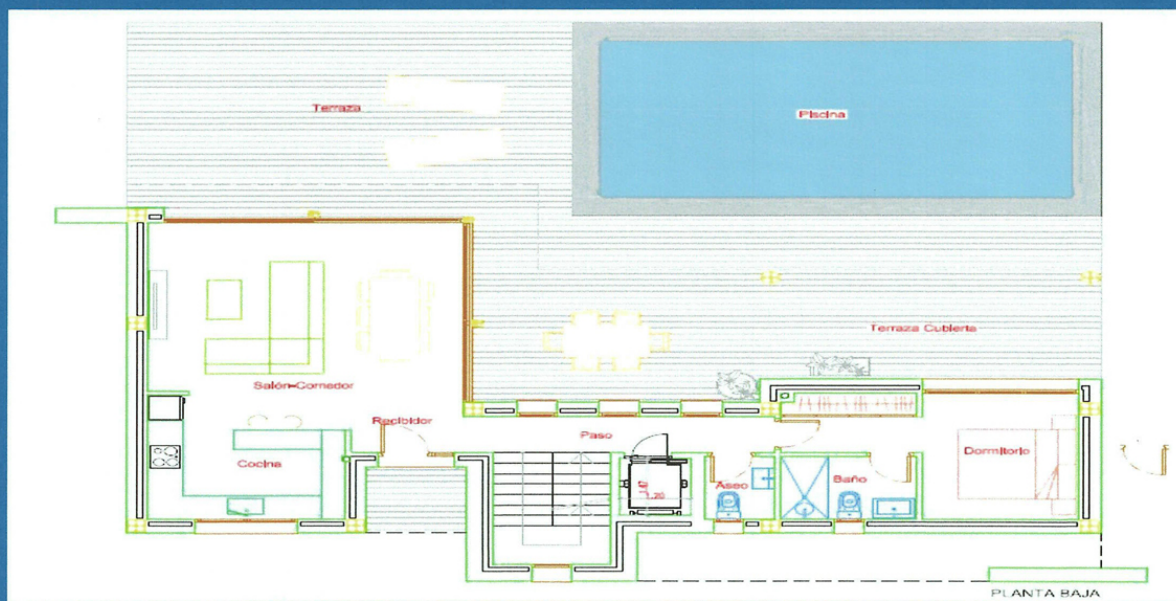 Terraza
Piscina
Terraza Cubierta
Salón-Comedor
Recibidor
Paso
Cocina
Aseo
Baño
Dormitorio
1.20
PLANTA BAJA